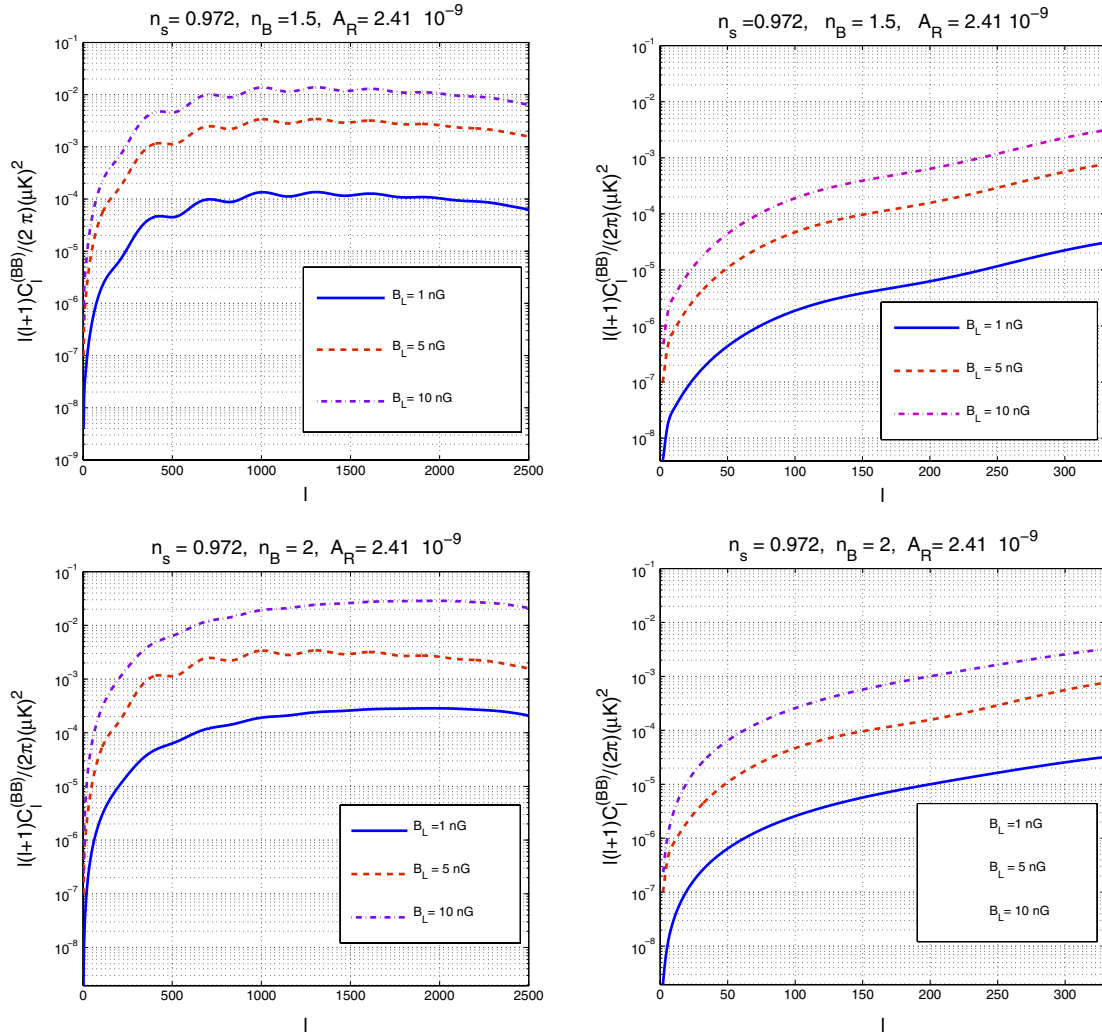 n_s= 0.972, n_B =1.5, A_R= 2.41 10^−9
l(l+1)C_l^(BB)/(2 π)(μK)^2
10^−1
10^−2
10^−3
10^−4
10^−5
10^−6
10^−7
10^−8
10^−9
B_L= 1 nG
B_L= 5 nG
B_L= 10 nG
0 500 1000 1500 2000 2500
l
n_s=0.972, n_B= 1.5, A_R= 2.41 10^−9
l(l+1)C_l^(BB)/(2π)(μK)^2
10^−1
10^−2
10^−3
10^−4
10^−5
10^−6
10^−7
10^−8
B_L= 1 nG
B_L= 5 nG
B_L= 10 nG
0 50 100 150 200 250 300
l
n_s= 0.972, n_B= 2, A_R= 2.41 10^−9
l(l+1)C_l^(BB)/(2π)(μK)^2
10^−1
10^−2
10^−3
10^−4
10^−5
10^−6
10^−7
10^−8
B_L=1 nG
B_L= 5 nG
B_L= 10 nG
0 500 1000 1500 2000 2500
l
n_s= 0.972, n_B= 2, A_R= 2.41 10^−9
l(l+1)C_l^(BB)/(2π)(μK)^2
10^−1
10^−2
10^−3
10^−4
10^−5
10^−6
10^−7
10^−8
B_L=1 nG
B_L= 5 nG
B_L= 10 nG
0 50 100 150 200 250 300
l